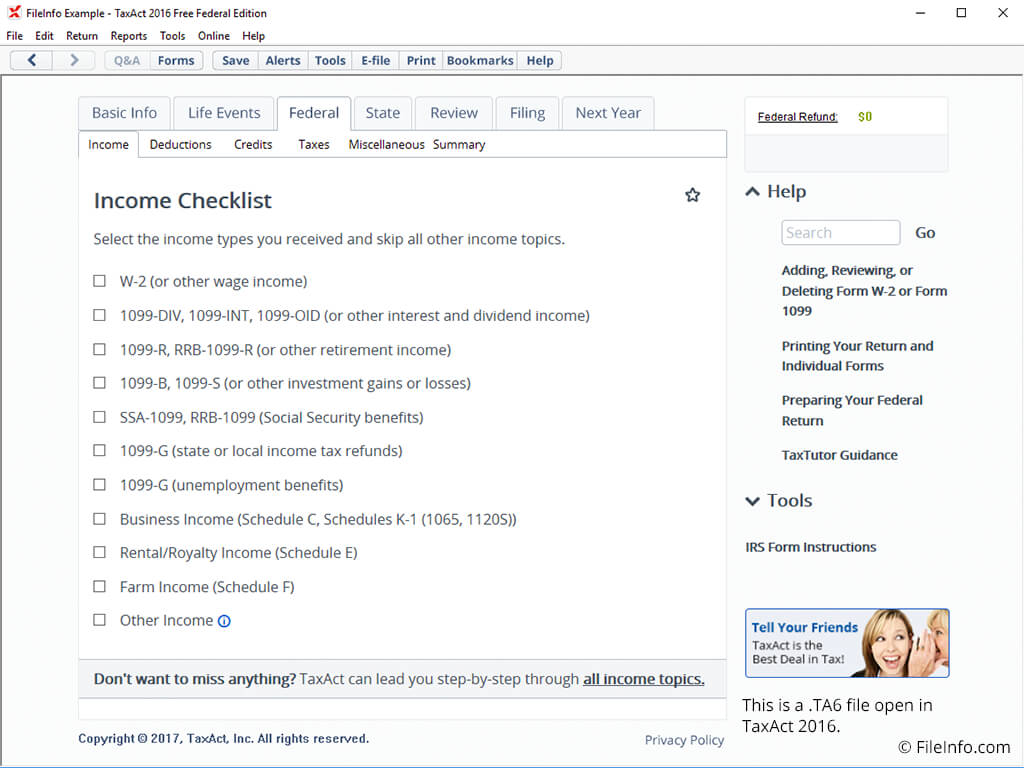 FileInfo Example - TaxAct 2016 Free Federal Edition
File Edit Return Reports Tools Online Help
Q&A Forms Save Alerts Tools E-file Print Bookmarks Help
Basic Info Life Events Federal State Review Filing Next Year
Income Deductions Credits Taxes Miscellaneous Summary
Income Checklist
Select the income types you received and skip all other income topics.
W-2 (or other wage income)
1099-DIV, 1099-INT, 1099-OID (or other interest and dividend income)
1099-R, RRB-1099-R (or other retirement income)
1099-B, 1099-S (or other investment gains or losses)
SSA-1099, RRB-1099 (Social Security benefits)
1099-G (state or local income tax refunds)
1099-G (unemployment benefits)
Business Income (Schedule C, Schedules K-1 (1065, 1120S))
Rental/Royalty Income (Schedule E)
Farm Income (Schedule F)
Other Income
Don't want to miss anything? TaxAct can lead you step-by-step through all income topics.
Copyright © 2017, TaxAct, Inc. All rights reserved.
Privacy Policy
Federal Refund: $0
Help
Search Go
Adding, Reviewing, or
Deleting Form W-2 or Form
1099
Printing Your Return and
Individual Forms
Preparing Your Federal
Return
TaxTutor Guidance
Tools
IRS Form Instructions
Tell Your Friends
TaxAct is the
Best Deal in Tax!
This is a .TA6 file open in
TaxAct 2016.
© FileInfo.com